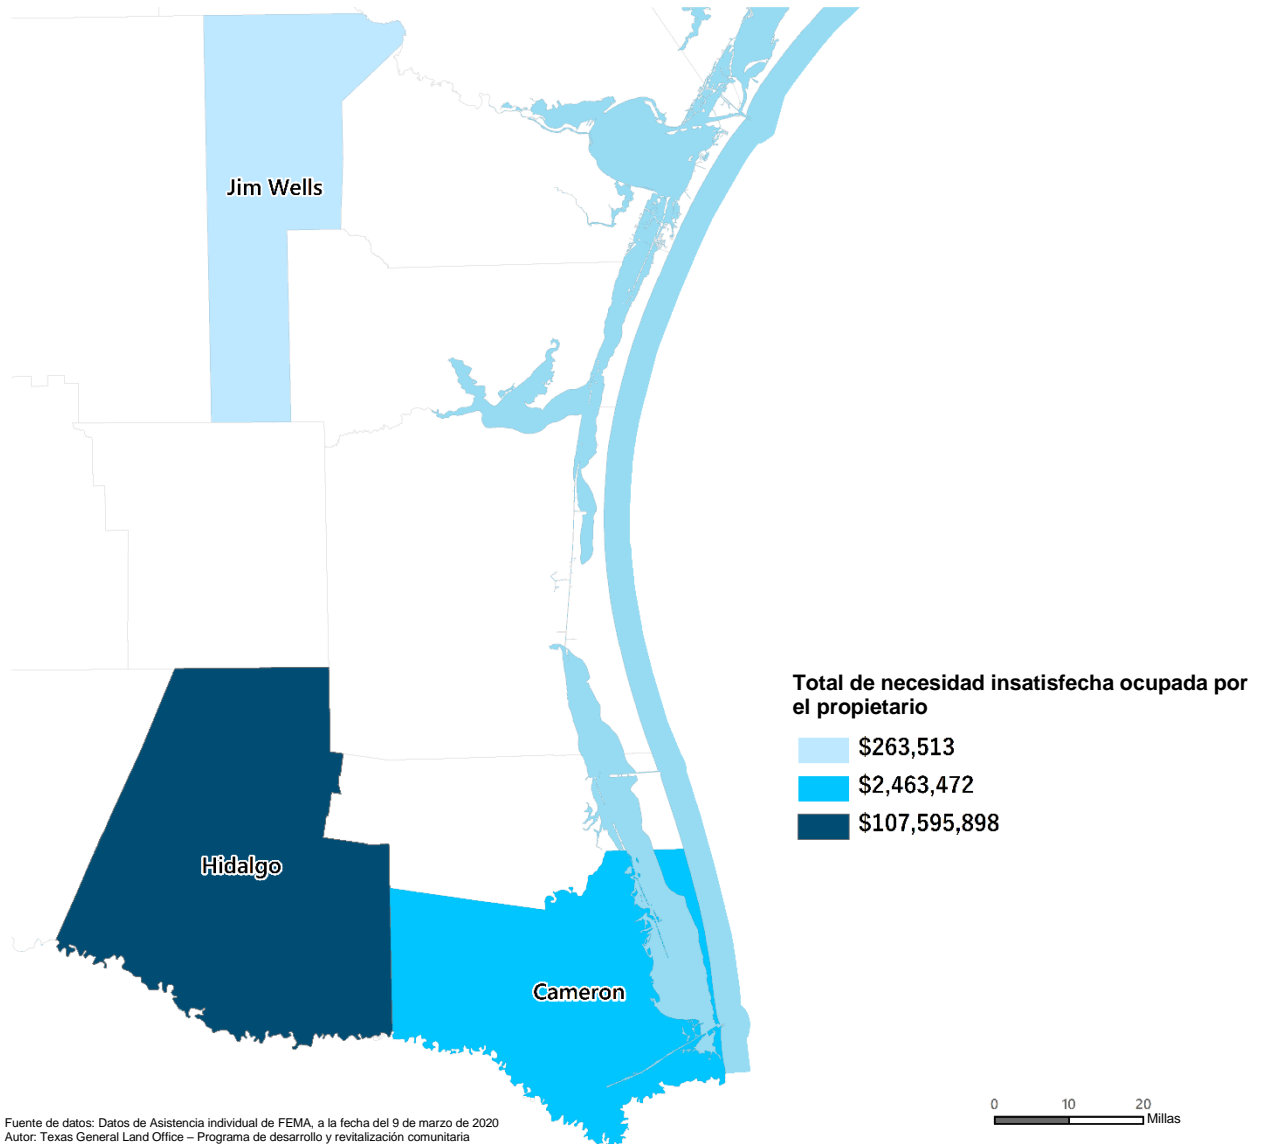 Jim Wells
Total de necesidad insatisfecha ocupada por
el propietario
$263,513
$2,463,472
$107,595,898
Hidalgo
Cameron
0 10 20
Millas
Fuente de datos: Datos de Asistencia individual de FEMA, a la fecha del 9 de marzo de 2020
Autor: Texas General Land Office – Programa de desarrollo y revitalización comunitaria